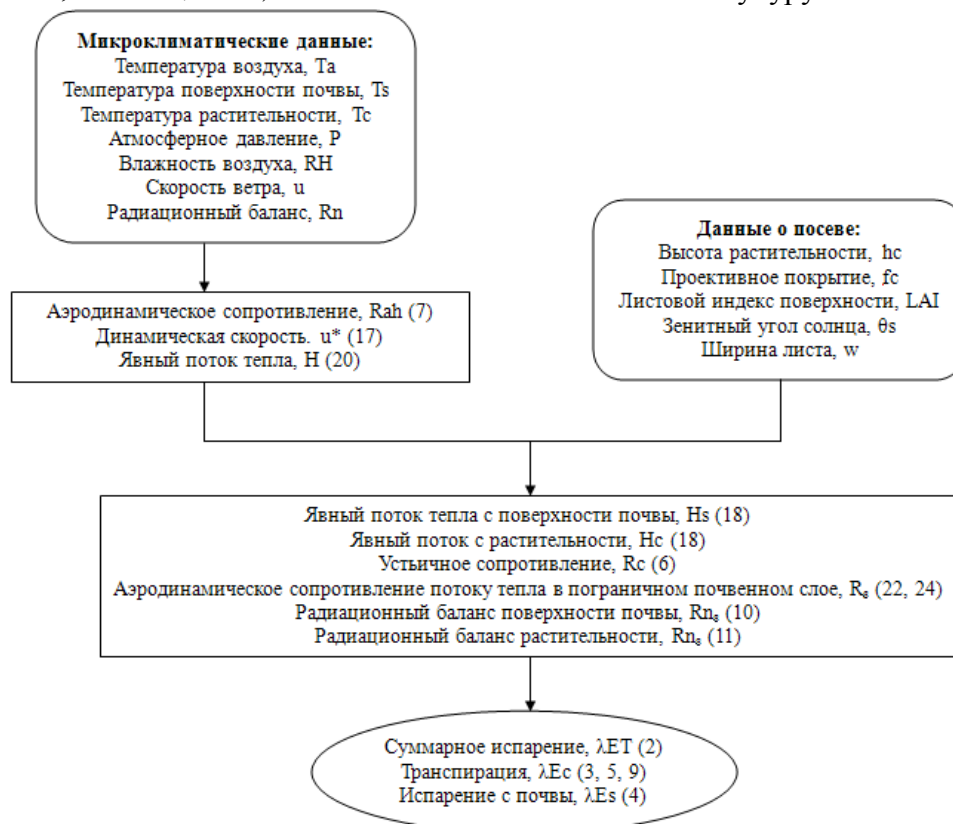 Микроклиматические данные:
Температура воздуха, Ta
Температура поверхности почвы, Ts
Температура растительности, Tc
Атмосферное давление, P
Влажность воздуха, RH
Скорость ветра, u
Радиационный баланс, Rn
Данные о посеве:
Высота растительности, hc
Проективное покрытие, fc
Листовой индекс поверхности, LAI
Зенитный угол солнца, θs
Ширина листа, w
Аэродинамическое сопротивление, Rah (7)
Динамическая скорость. u* (17)
Явный поток тепла, H (20)
Явный поток тепла с поверхности почвы, Hs (18)
Явный поток с растительности, Hc (18)
Устьичное сопротивление, Rc (6)
Аэродинамическое сопротивление потоку тепла в пограничном почвенном слое, Rₛ (22, 24)
Радиационный баланс поверхности почвы, Rnₛ (10)
Радиационный баланс растительности, Rnₛ (11)
Суммарное испарение, λET (2)
Транспирация, λEc (3, 5, 9)
Испарение с почвы, λEs (4)